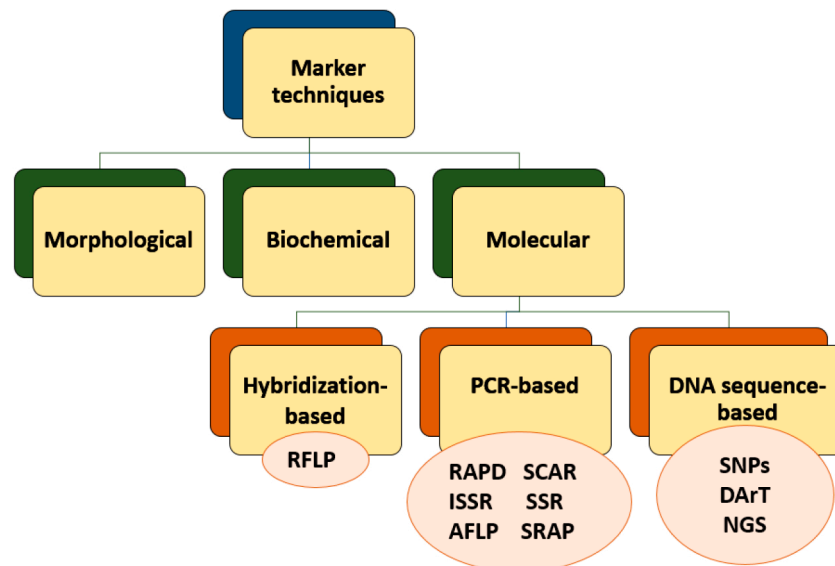 Marker
techniques
Morphological
Biochemical
Molecular
Hybridization-
based
PCR-based
DNA sequence-
based
RFLP
RAPD SCAR
ISSR SSR
AFLP SRAP
SNPs
DArT
NGS